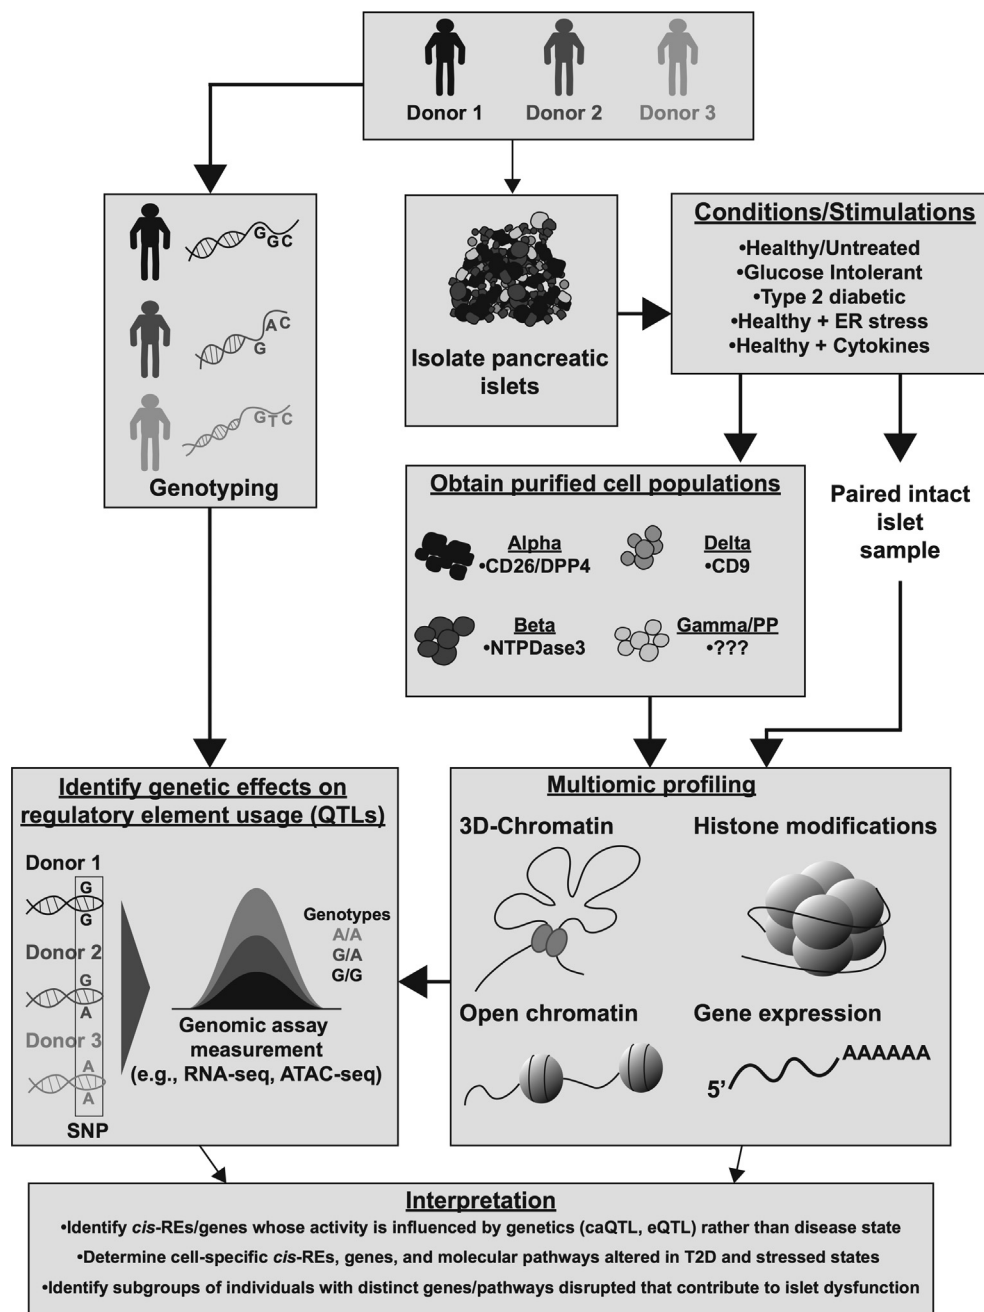 Donor 1
Donor 2
Donor 3
G
G
C
A
C
G
G
T
C
Genotyping
Isolate pancreatic
islets
Conditions/Stimulations
•Healthy/Untreated
•Glucose Intolerant
•Type 2 diabetic
•Healthy + ER stress
•Healthy + Cytokines
Obtain purified cell populations
Alpha
•CD26/DPP4
Delta
•CD9
Beta
•NTPDase3
Gamma/PP
•???
Paired intact
islet
sample
Identify genetic effects on
regulatory element usage (QTLs)
Donor 1
G
G
Donor 2
G
A
Donor 3
A
A
SNP
Genotypes
A/A
G/A
G/G
Genomic assay
measurement
(e.g., RNA-seq, ATAC-seq)
Multiomic profiling
3D-Chromatin
Histone modifications
Open chromatin
Gene expression
5’
AAAAAA
Interpretation
•Identify cis-REs/genes whose activity is influenced by genetics (caQTL, eQTL) rather than disease state
•Determine cell-specific cis-REs, genes, and molecular pathways altered in T2D and stressed states
•Identify subgroups of individuals with distinct genes/pathways disrupted that contribute to islet dysfunction